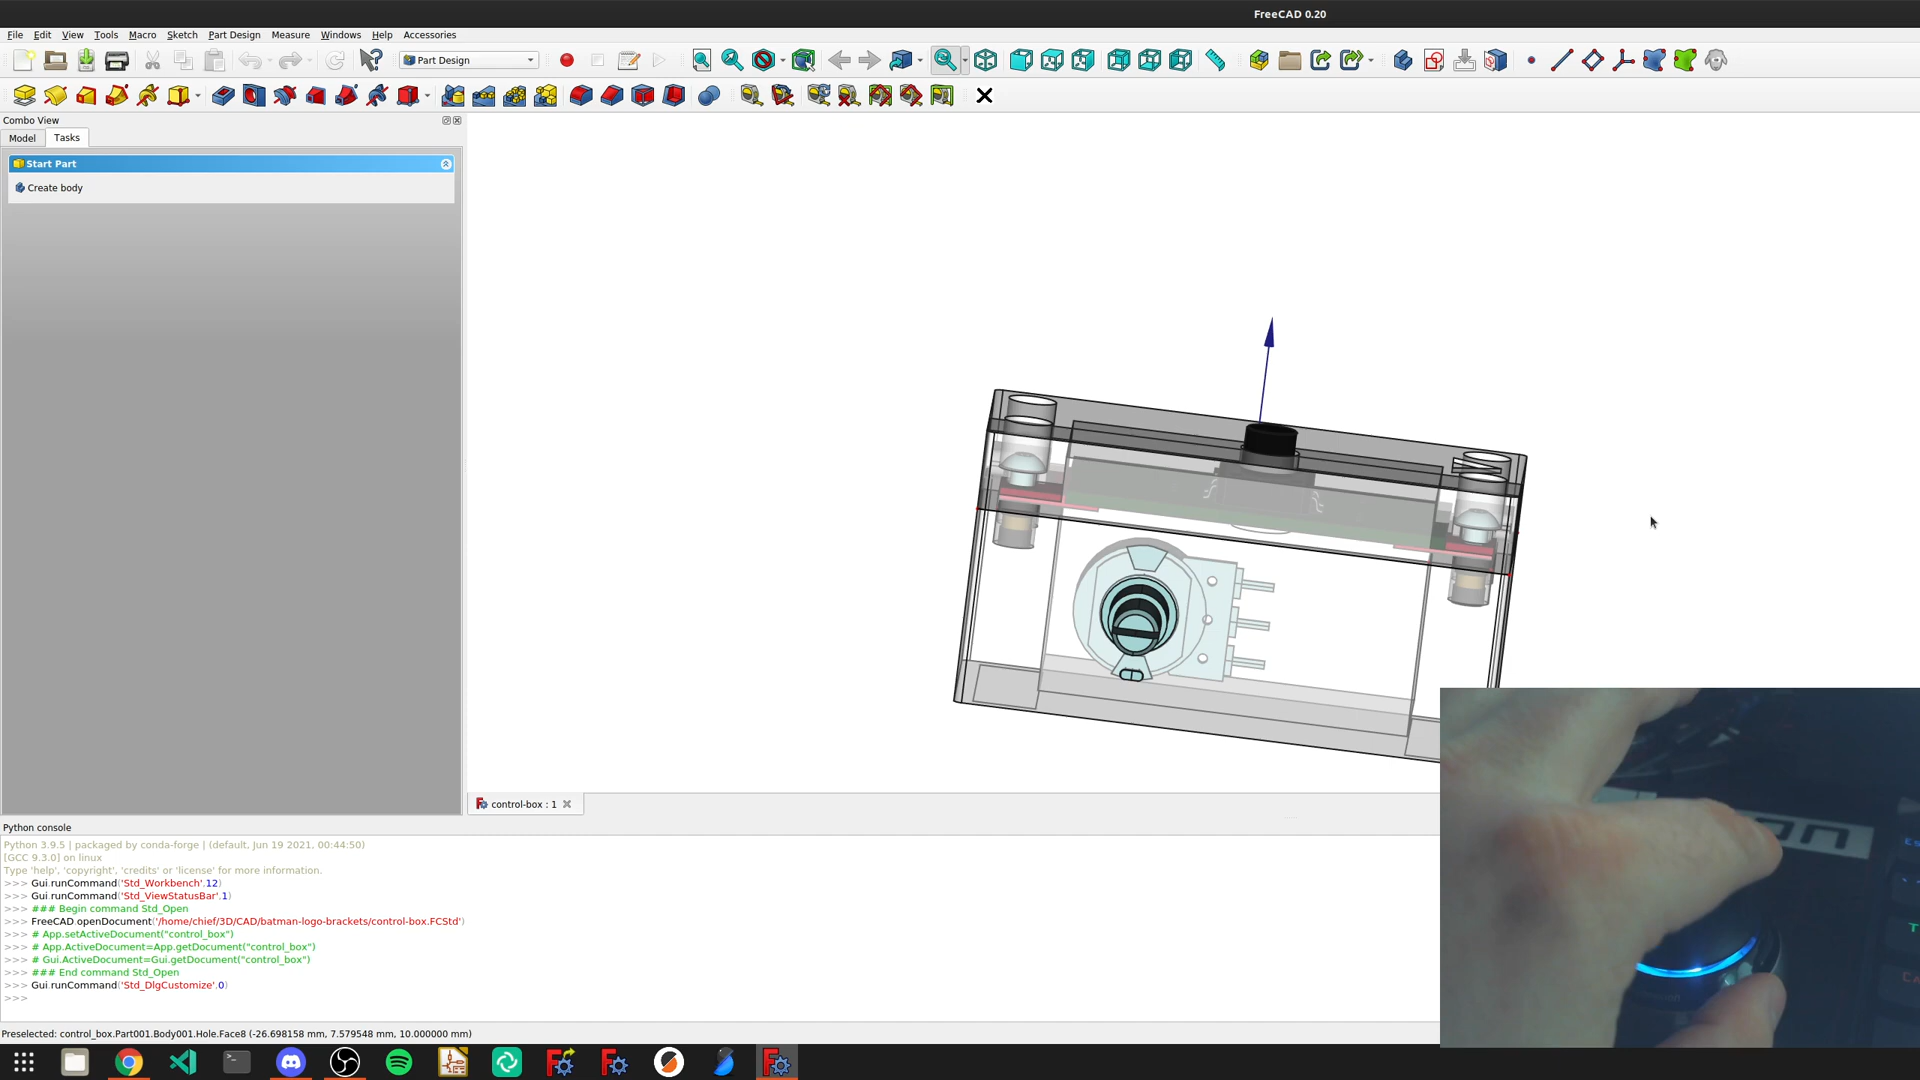 FreeCAD 0.20
File Edit View Tools Macro Sketch Part Design Measure Windows Help Accessories
Part Design
Combo View
Model Tasks
Start Part
Create body
control-box : 1
Python console
Python 3.9.5 | packaged by conda-forge | (default, Jun 19 2021, 00:44:50)
[GCC 9.3.0] on linux
Type 'help', 'copyright', 'credits' or 'license' for more information.
>>> Gui.runCommand('Std_Workbench',12)
>>> Gui.runCommand('Std_ViewStatusBar',1)
>>> ### Begin command Std_Open
>>> FreeCAD.openDocument('/home/chief/3D/CAD/batman-logo-brackets/control-box.FCStd')
>>> # App.setActiveDocument("control_box")
>>> # App.ActiveDocument=App.getDocument("control_box")
>>> # Gui.ActiveDocument=Gui.getDocument("control_box")
>>> ### End command Std_Open
>>> Gui.runCommand('Std_DlgCustomize',0)
>>>
Preselected: control_box.Part001.Body001.Hole.Face8 (-26.698158 mm, 7.579548 mm, 10.000000 mm)